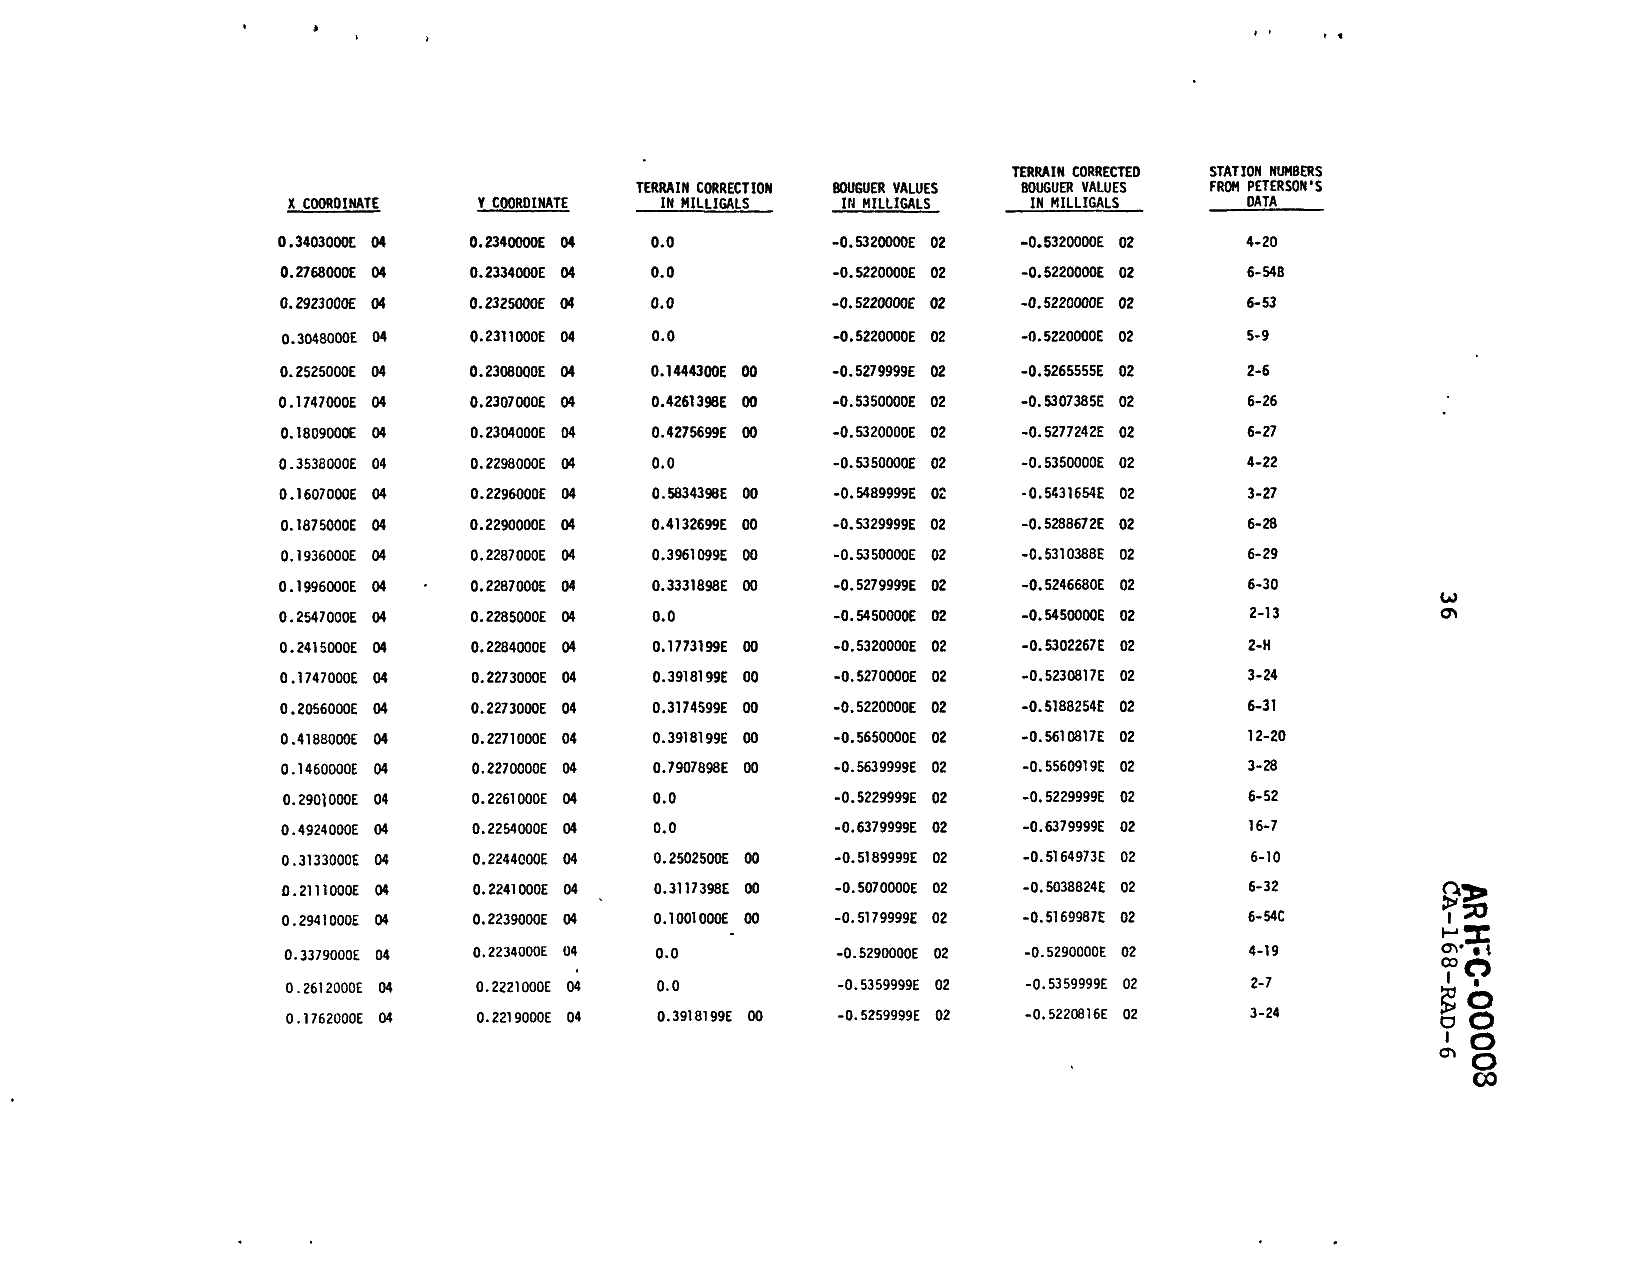 TERRAIN CORRECTED STATION NUMBERS
TERRAIN CORRECTION BOUGUER VALUES BOUGUER VALUES FROM PETERSON'S
X COORDINATE Y COORDINATE IN MILLIGALS IN MILLIGALS IN MILLIGALS DATA
0.3403000E 04 0.2340000E 04 0.0 -0.5320000E 02 -0.5320000E 02 4-20
0.2768000E 04 0.2334000E 04 0.0 -0.5220000E 02 -0.5220000E 02 6-54B
0.2923000E 04 0.2325000E 04 0.0 -0.5220000E 02 -0.5220000E 02 6-53
0.3048000E 04 0.2311000E 04 0.0 -0.5220000E 02 -0.5220000E 02 5-9
0.2525000E 04 0.2308000E 04 0.1444300E 00 -0.5279999E 02 -0.5265555E 02 2-6
0.1747000E 04 0.2307000E 04 0.4261398E 00 -0.5350000E 02 -0.5307385E 02 6-26
0.1809000E 04 0.2304000E 04 0.4275699E 00 -0.5320000E 02 -0.5277242E 02 6-27
0.3538000E 04 0.2298000E 04 0.0 -0.5350000E 02 -0.5350000E 02 4-22
0.1607000E 04 0.2296000E 04 0.5834398E 00 -0.5489999E 02 -0.5431654E 02 3-27
0.1875000E 04 0.2290000E 04 0.4132699E 00 -0.5329999E 02 -0.5288672E 02 6-28
0.1936000E 04 0.2287000E 04 0.3961099E 00 -0.5350000E 02 -0.5310388E 02 6-29
0.1996000E 04 0.2287000E 04 0.3331898E 00 -0.5279999E 02 -0.5246680E 02 6-30
0.2547000E 04 0.2285000E 04 0.0 -0.5450000E 02 -0.5450000E 02 2-13
0.2415000E 04 0.2284000E 04 0.1773199E 00 -0.5320000E 02 -0.5302267E 02 2-H
0.1747000E 04 0.2273000E 04 0.3918199E 00 -0.5270000E 02 -0.5230817E 02 3-24
0.2056000E 04 0.2273000E 04 0.3174599E 00 -0.5220000E 02 -0.5188254E 02 6-31
0.4188000E 04 0.2271000E 04 0.3918199E 00 -0.5650000E 02 -0.5610817E 02 12-20
0.1460000E 04 0.2270000E 04 0.7907898E 00 -0.5639999E 02 -0.5560919E 02 3-28
0.2901000E 04 0.2261000E 04 0.0 -0.5229999E 02 -0.5229999E 02 6-52
0.4924000E 04 0.2254000E 04 0.0 -0.6379999E 02 -0.6379999E 02 16-7
0.3133000E 04 0.2244000E 04 0.2502500E 00 -0.5189999E 02 -0.5164973E 02 6-10
0.2111000E 04 0.2241000E 04 0.3117398E 00 -0.5070000E 02 -0.5038824E 02 6-32
0.2941000E 04 0.2239000E 04 0.1001000E 00 -0.5179999E 02 -0.5169987E 02 6-54C
0.3379000E 04 0.2234000E 04 0.0 -0.5290000E 02 -0.5290000E 02 4-19
0.2612000E 04 0.2221000E 04 0.0 -0.5359999E 02 -0.5359999E 02 2-7
0.1762000E 04 0.2219000E 04 0.3918199E 00 -0.5259999E 02 -0.5220816E 02 3-24
36
ARH-C-00008
CA-168-RAD-6